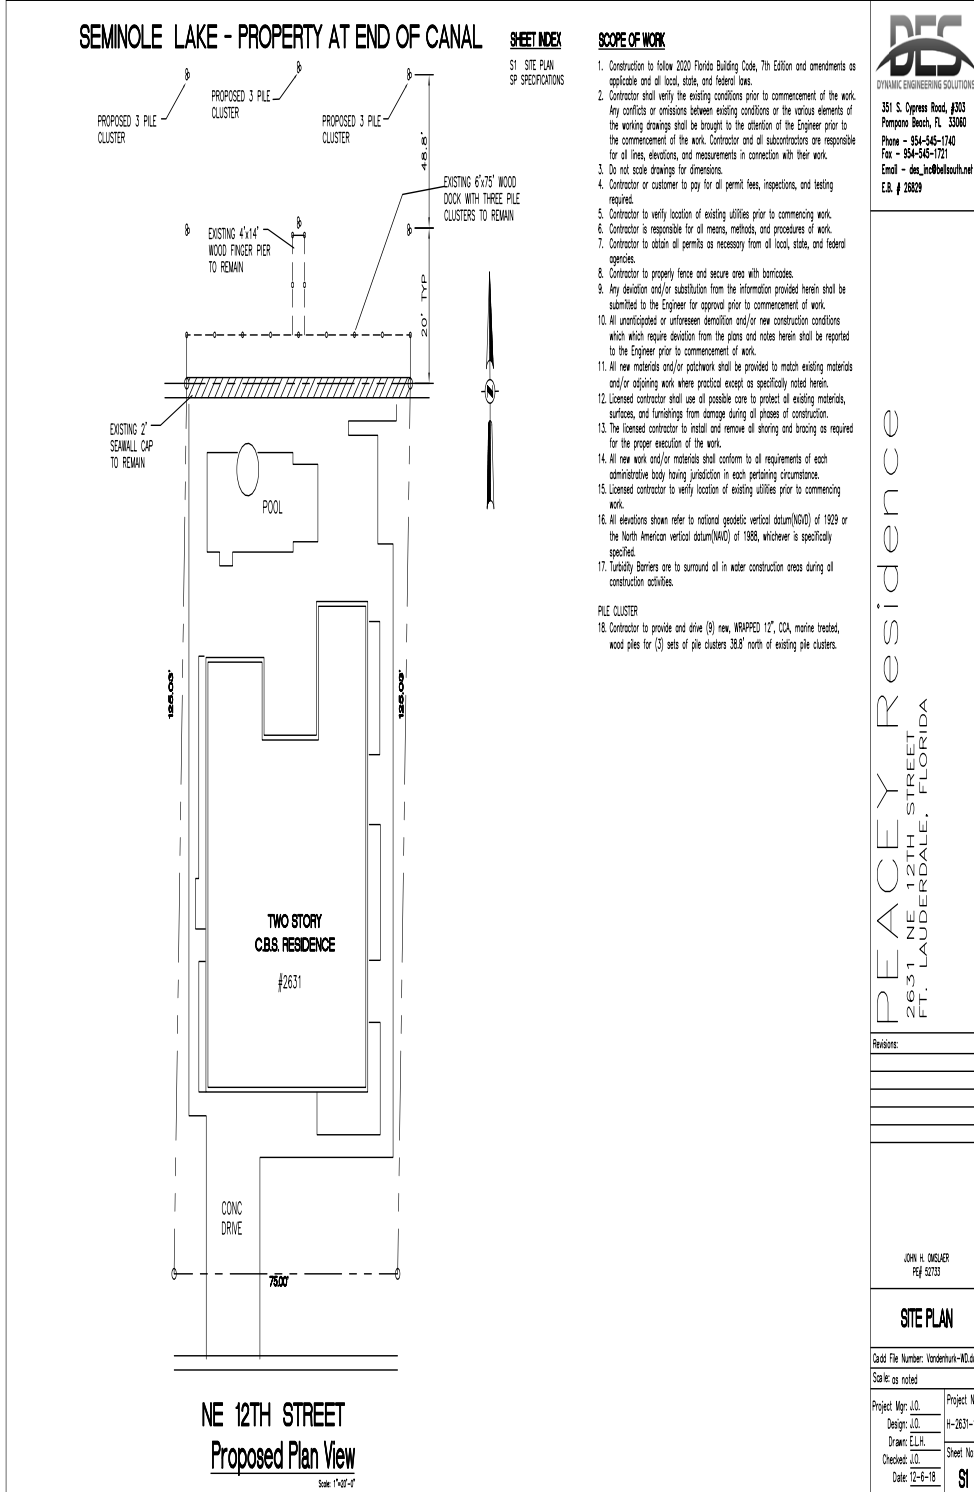 SEMINOLE LAKE - PROPERTY AT END OF CANAL
PROPOSED 3 PILE
CLUSTER
PROPOSED 3 PILE
CLUSTER
PROPOSED 3 PILE
CLUSTER
48.8'
EXISTING 6'x75' WOOD
DOCK WITH THREE PILE
CLUSTERS TO REMAIN
EXISTING 4'x14'
WOOD FINGER PIER
TO REMAIN
20' TYP
N
EXISTING 2'
SEAWALL CAP
TO REMAIN
POOL
125.00'
125.00'
TWO STORY
C.B.S. RESIDENCE
#2631
CONC
DRIVE
75.00'
NE 12TH STREET
Proposed Plan View
Scale: 1"=20'-0"
SHEET INDEX
S1 SITE PLAN
SP SPECIFICATIONS
SCOPE OF WORK
1. Construction to follow 2020 Florida Building Code, 7th Edition and amendments as
applicable and all local, state, and federal laws.
2. Contractor shall verify the existing conditions prior to commencement of the work.
Any conflicts or omissions between existing conditions or the various elements of
the working drawings shall be brought to the attention of the Engineer prior to
the commencement of the work. Contractor and all subcontractors are responsible
for all lines, elevations, and measurements in connection with their work.
3. Do not scale drawings for dimensions.
4. Contractor or customer to pay for all permit fees, inspections, and testing
required.
5. Contractor to verify location of existing utilities prior to commencing work.
6. Contractor is responsible for all means, methods, and procedures of work.
7. Contractor to obtain all permits as necessary from all local, state, and federal
agencies.
8. Contractor to properly fence and secure area with barricades.
9. Any deviation and/or substitution from the information provided herein shall be
submitted to the Engineer for approval prior to commencement of work.
10. All unanticipated or unforeseen demolition and/or new construction conditions
which which require deviation from the plans and notes herein shall be reported
to the Engineer prior to commencement of work.
11. All new materials and/or patchwork shall be provided to match existing materials
and/or adjoining work where practical except as specifically noted herein.
12. Licensed contractor shall use all possible care to protect all existing materials,
surfaces, and furnishings from damage during all phases of construction.
13. The licensed contractor to install and remove all shoring and bracing as required
for the proper execution of the work.
14. All new work and/or materials shall conform to all requirements of each
administrative body having jurisdiction in each pertaining circumstance.
15. Licensed contractor to verify location of existing utilities prior to commencing
work.
16. All elevations shown refer to national geodetic vertical datum(NGVD) of 1929 or
the North American vertical datum(NAVD) of 1988, whichever is specifically
specified.
17. Turbidity Barriers are to surround all in water construction areas during all
construction activities.
PILE CLUSTER
18. Contractor to provide and drive (9) new, WRAPPED 12", CCA, marine treated,
wood piles for (3) sets of pile clusters 38.8' north of existing pile clusters.
DES
DYNAMIC ENGINEERING SOLUTIONS
351 S. Cypress Road, #303
Pompano Beach, FL 33060
Phone - 954-545-1740
Fax - 954-545-1721
Email - des_inc@bellsouth.net
E.B. # 26829
PEACEY Residence
2631 NE 12TH STREET
FT. LAUDERDALE, FLORIDA
Revisions:
JOHN H. OMSLAER
PE# 52733
SITE PLAN
Cadd File Number: Vandenhurk-WD.d
Scale: as noted
Project Mgr: J.O.
Design: J.O.
Drawn: E.L.H.
Checked: J.O.
Date: 12-6-18
Project N
H-2631-
Sheet No
S1